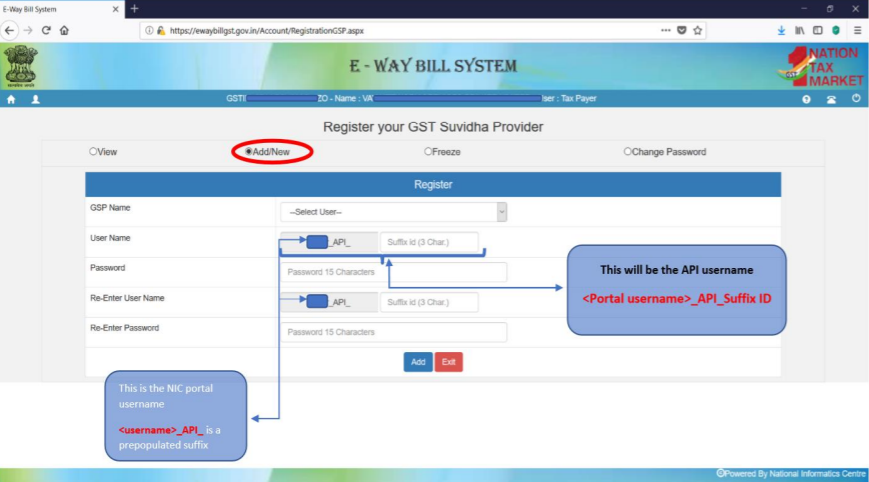 E-Way Bill System
https://ewaybillgst.gov.in/Account/RegistrationGSP.aspx
E - WAY BILL SYSTEM
NATION
GST TAX
MARKET
GSTI ZO - Name : VA ser : Tax Payer
Register your GST Suvidha Provider
View Add/New Freeze Change Password
Register
GSP Name --Select User--
User Name _API_ Suffix id (3 Char.)
Password Password 15 Characters
Re-Enter User Name _API_ Suffix id (3 Char.)
Re-Enter Password Password 15 Characters
Add Exit
This will be the API username
<Portal username>_API_Suffix ID
This is the NIC portal
username
<username>_API_ is a
prepopulated suffix
©Powered By National Informatics Centre